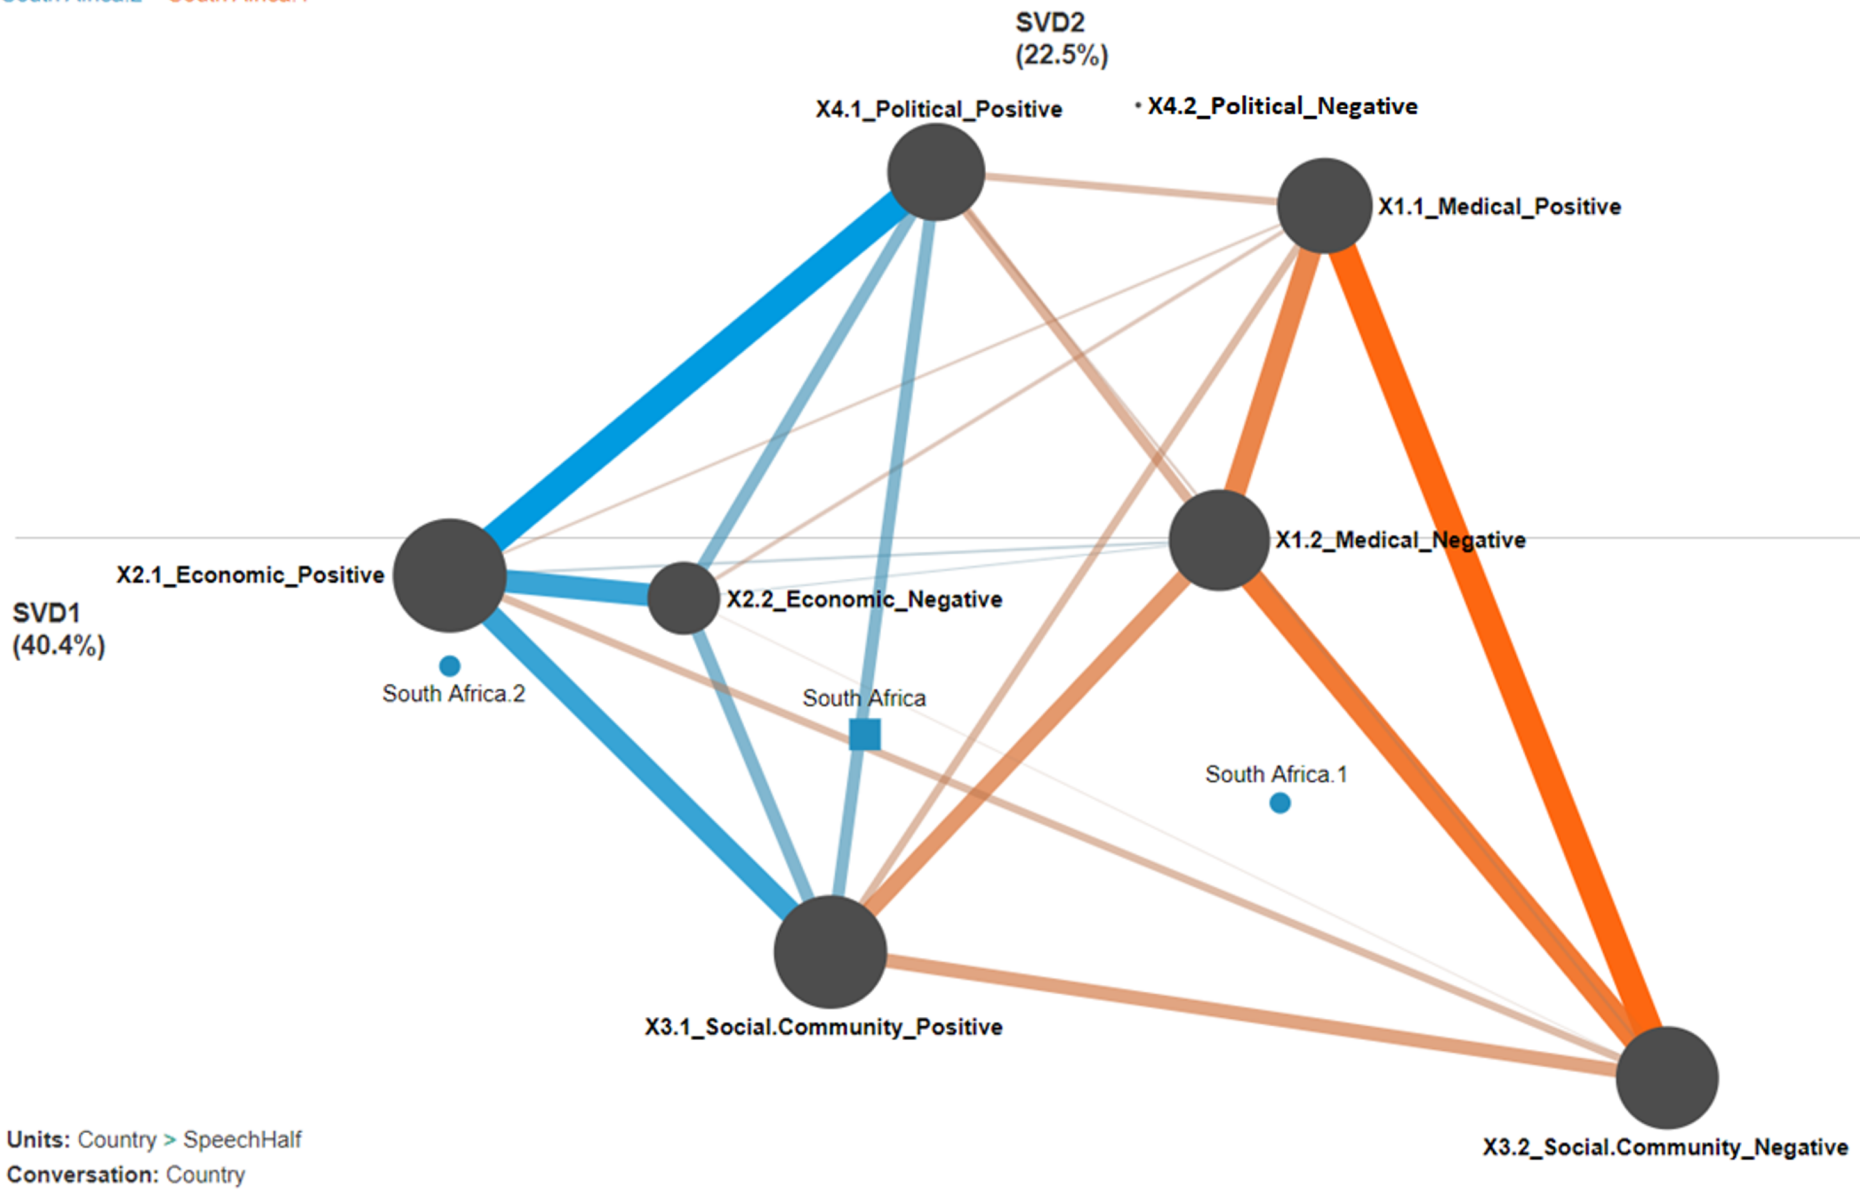 SVD2
(22.5%)
X4.1_Political_Positive
X4.2_Political_Negative
X1.1_Medical_Positive
X1.2_Medical_Negative
X2.1_Economic_Positive
X2.2_Economic_Negative
SVD1
(40.4%)
South Africa.2
South Africa
South Africa.1
X3.1_Social.Community_Positive
X3.2_Social.Community_Negative
Units: Country > SpeechHalf
Conversation: Country